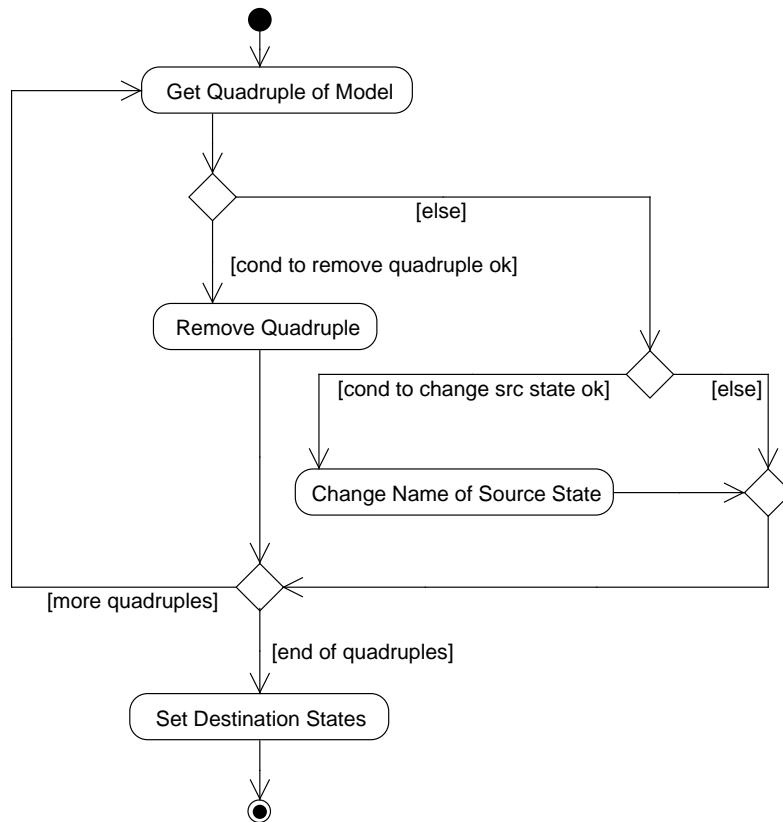 Get Quadruple of Model
[else]
[cond to remove quadruple ok]
Remove Quadruple
[cond to change src state ok]
[else]
Change Name of Source State
[more quadruples]
[end of quadruples]
Set Destination States